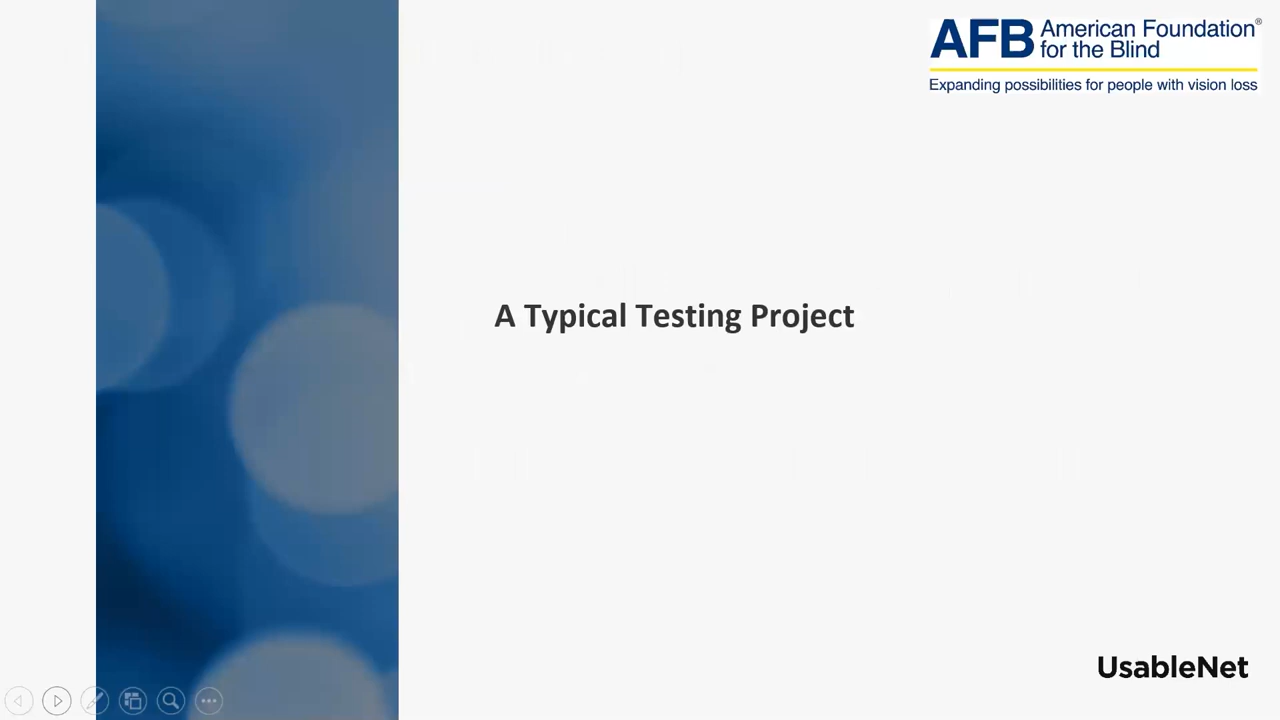 AFB American Foundation®
for the Blind
Expanding possibilities for people with vision loss
A Typical Testing Project
UsableNet